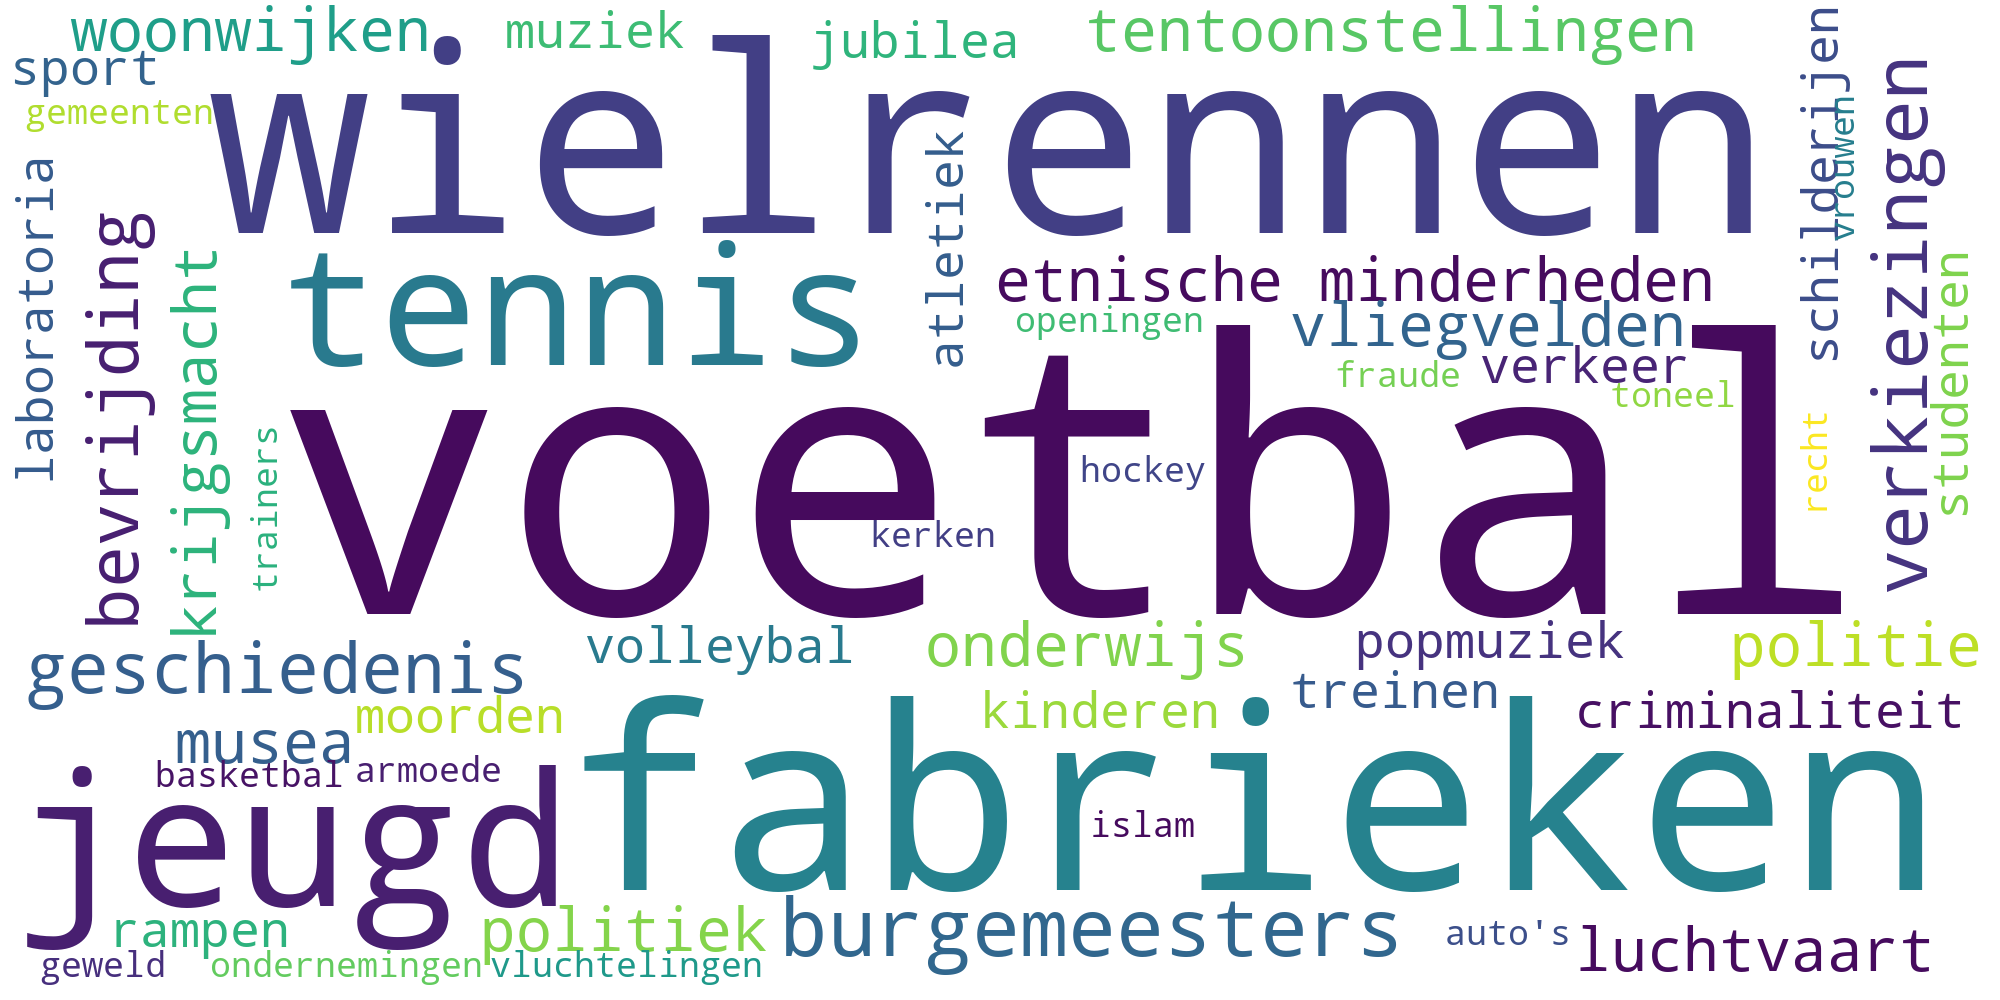 woonwijken
muziek
jubilea
tentoonstellingen
sport
gemeenten
wielrennen
schilderijen
vrouwen
verkiezingen
laboratoria
bevrijding
krijgsmacht
atletiek
tennis
etnische minderheden
openingen
vliegvelden
verkeer
fraude
toneel
studenten
recht
trainers
voetbal
hockey
kerken
geschiedenis
volleybal
onderwijs
popmuziek
politie
treinen
kinderen
criminaliteit
moorden
musea
basketbal
armoede
fabrieken
jeugd
islam
rampen
politiek
burgemeesters
auto's
luchtvaart
geweld
ondernemingen
vluchtelingen